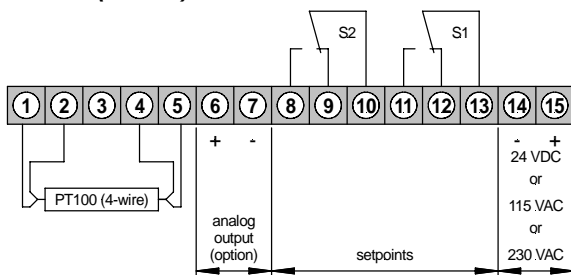 S2 S1
1 2 3 4 5 6 7 8 9 10 11 12 13 14 15
+ - - +
PT100 (4-wire)
analog
output
(option)
setpoints
24 VDC
or
115 VAC
or
230 VAC